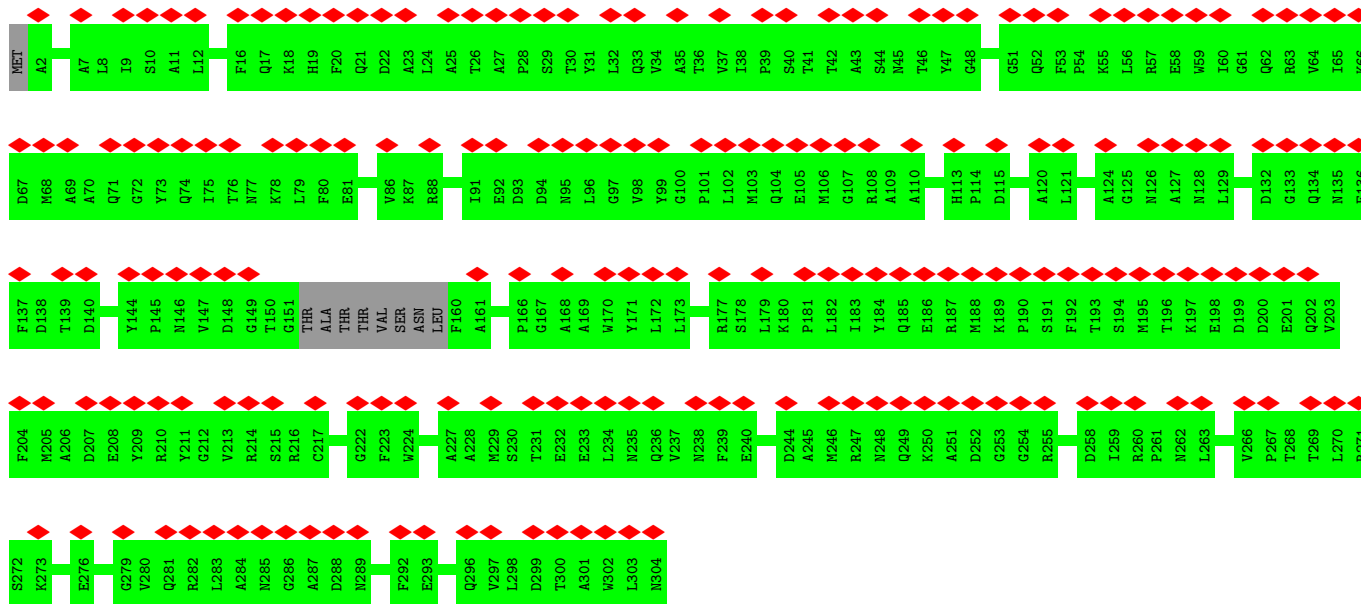 MET A2 A7 L8 I9 S10 A11 L12 F16 Q17 K18 H19 F20 Q21 D22 A23 L24 A25 T26 A27 P28 S29 T30 Y31 L32 Q33 V34 A35 T36 V37 I38 P39 S40 T41 T42 A43 S44 N45 T46 Y47 G48 G51 Q52 F53 P54 K55 L56 R57 E58 W59 I60 G61 Q62 R63 V64 I65 K66
D67 M68 A69 A70 Q71 G72 Y73 Q74 I75 T76 N77 K78 L79 F80 E81 V86 K87 R88 I91 E92 D93 D94 N95 L96 G97 V98 Y99 G100 P101 L102 M103 Q104 E105 M106 G107 R108 A109 A110 H113 P114 D115 A120 L121 A124 G125 N126 A127 N128 L129 D132 G133 Q134 N135 F136
F137 D138 T139 D140 Y144 P145 N146 V147 D148 G149 T150 G151 THR ALA THR THR VAL SER ASN LEU F160 A161 P166 G167 A168 A169 W170 Y171 L172 L173 R177 S178 L179 K180 P181 L182 I183 Y184 Q185 E186 R187 M188 K189 P190 S191 F192 T193 S194 M195 T196 K197 E198 D199 D200 E201 Q202 V203
F204 M205 A206 D207 E208 Y209 R210 Y211 G212 V213 R214 S215 R216 C217 G222 F223 W224 A227 A228 M229 S230 T231 E232 E233 L234 N235 Q236 V237 N238 F239 E240 D244 A245 M246 R247 N248 Q249 K250 A251 D252 G253 G254 R255 D258 I259 R260 P261 N262 L263 V266 P267 T268 T269 L270 R271
S272 K273 E276 G279 V280 Q281 R282 L283 A284 N285 G286 A287 D288 N289 F292 E293 Q296 V297 L298 D299 T300 A301 W302 L303 N304